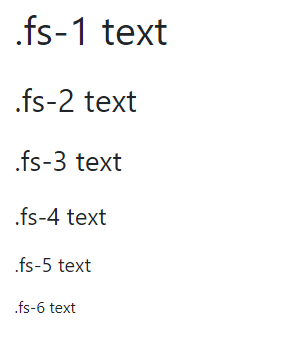 .fs-1 text
.fs-2 text
.fs-3 text
.fs-4 text
.fs-5 text
.fs-6 text